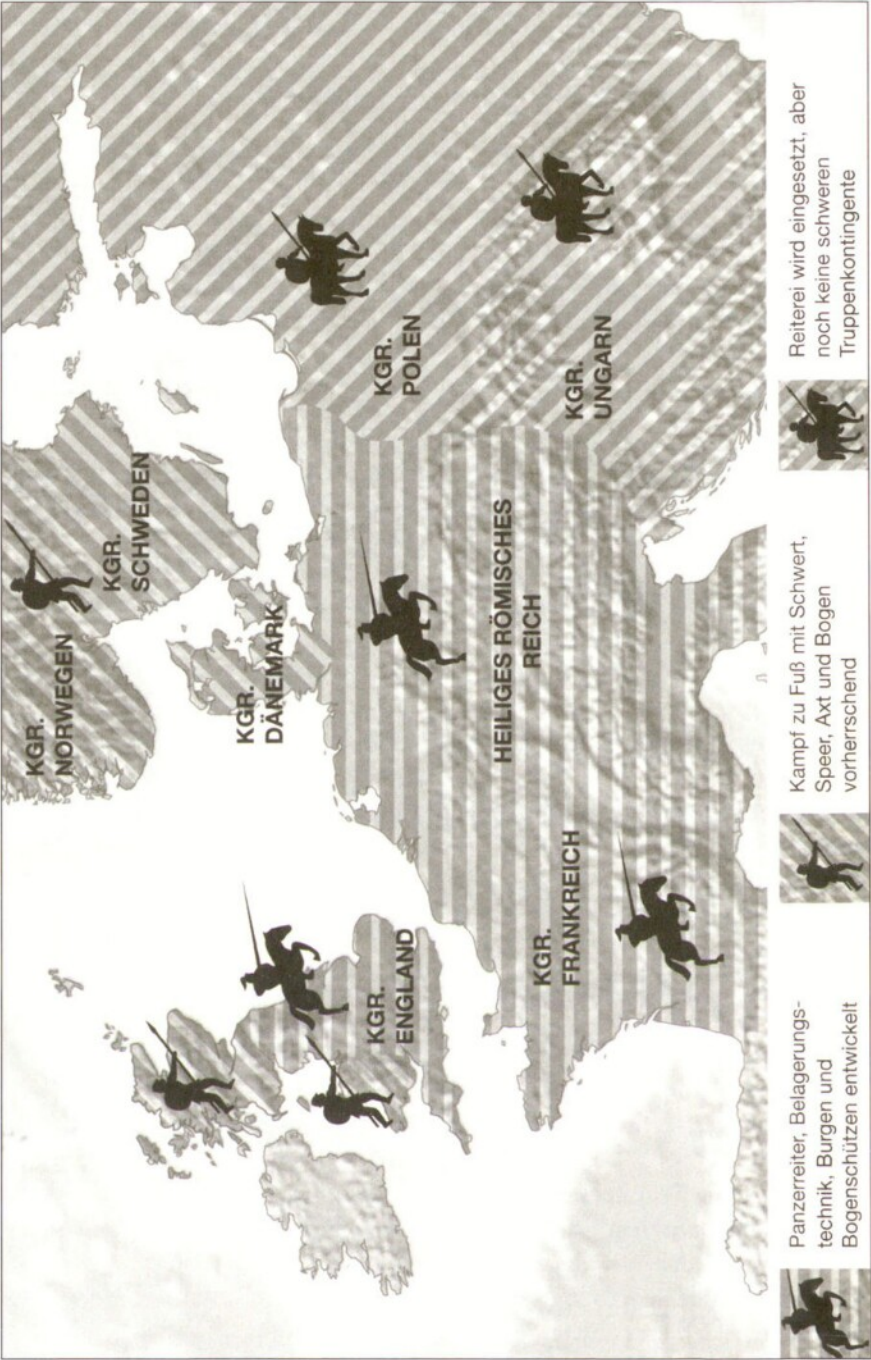 KGR.
NORWEGEN
KGR.
SCHWEDEN
KGR.
DÄNEMARK
KGR.
ENGLAND
KGR.
POLEN
HEILIGES RÖMISCHES
REICH
KGR.
FRANKREICH
KGR.
UNGARN
Panzerreiter, Belagerungs-
technik, Burgen und
Bogenschützen entwickelt
Kampf zu Fuß mit Schwert,
Speer, Axt und Bogen
vorherrschend
Reiterei wird eingesetzt, aber
noch keine schweren
Truppenkontingente